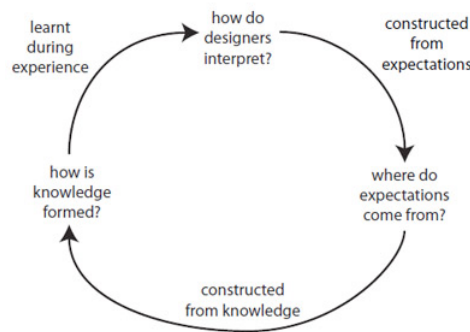 learnt
during
experience
how do
designers
interpret?
constructed
from
expectations
how is
knowledge
formed?
where do
expectations
come from?
constructed
from knowledge